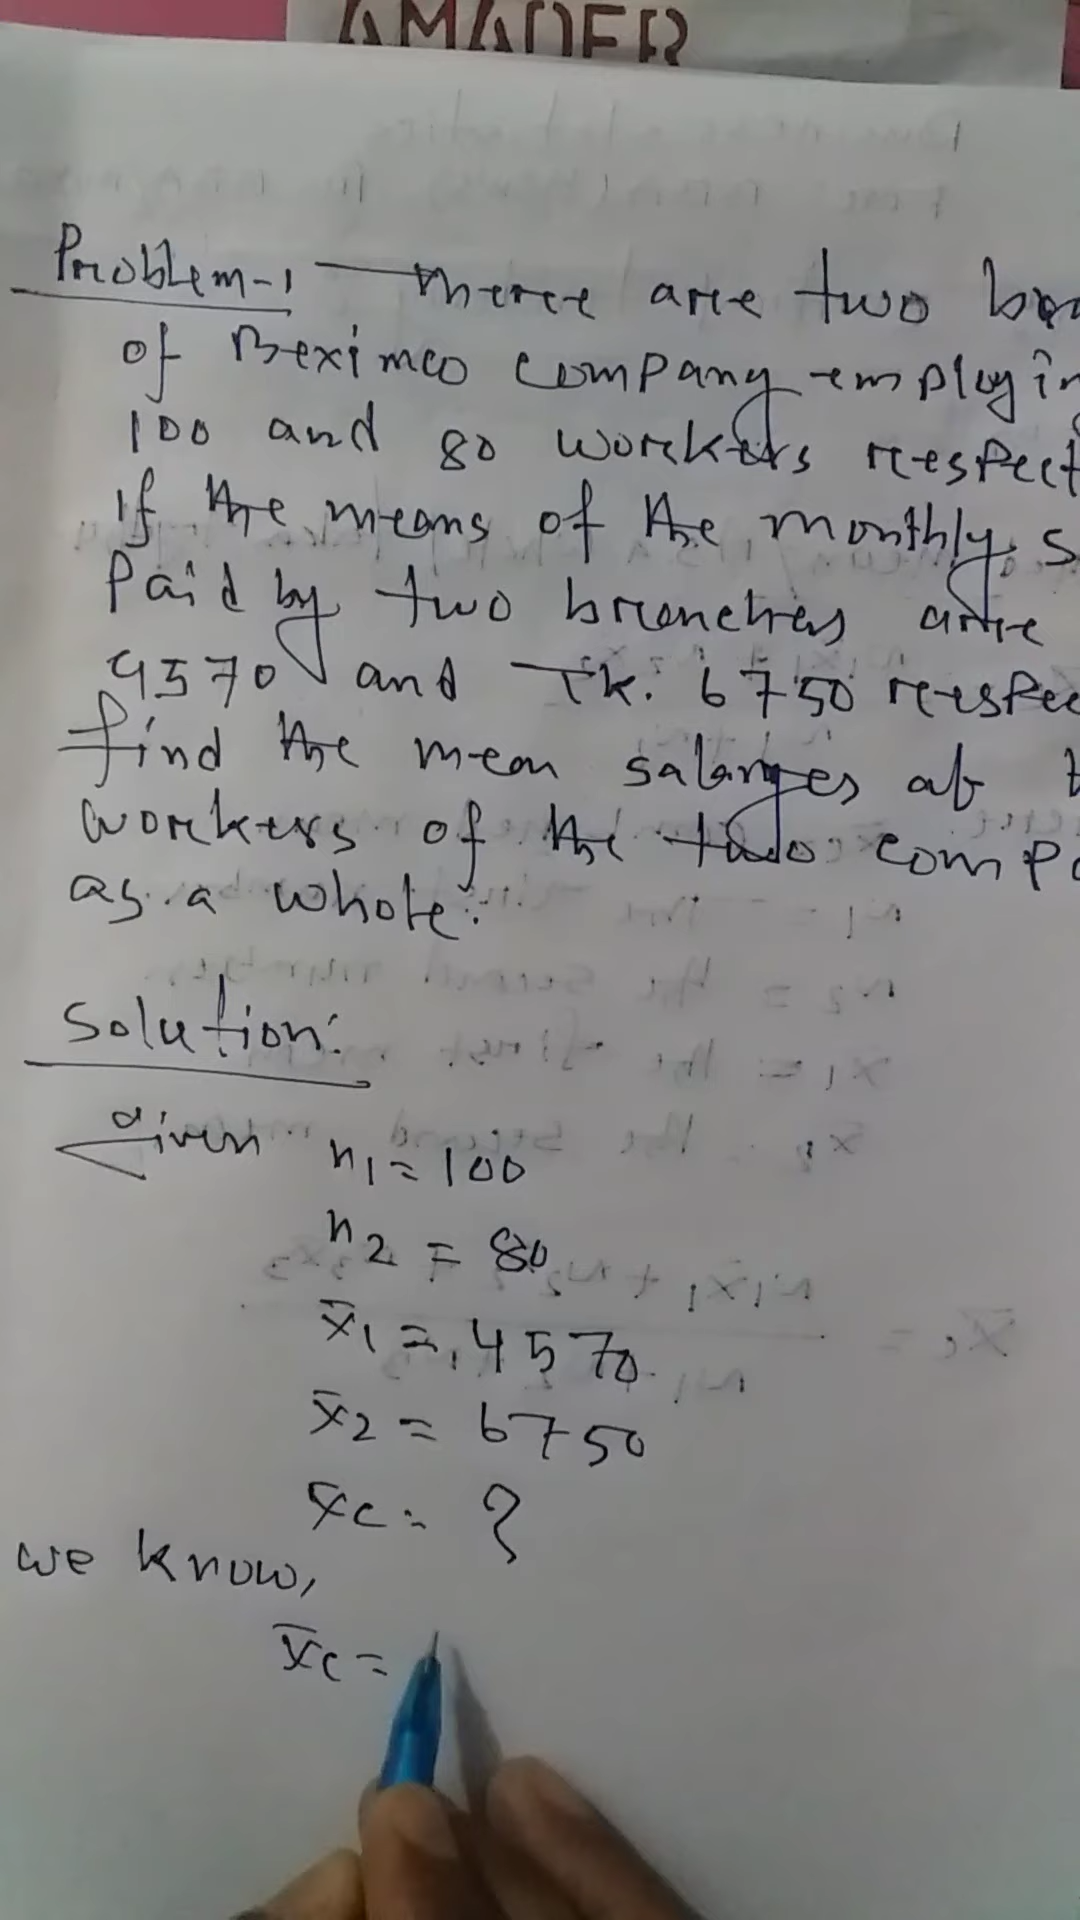 AMADER
Problem-1 There are two
of Beximco company employin
100 and 80 workers respect
If the means of the monthly s
Paid by two branches are
4570 and Tk. 6750 respec
find the mean salaries of t
workers of the two comp
as a whole.
Solution:
Given n1 = 100
n2 = 80
x̄1 = 4570
x̄2 = 6750
x̄c = ?
we know,
x̄c =